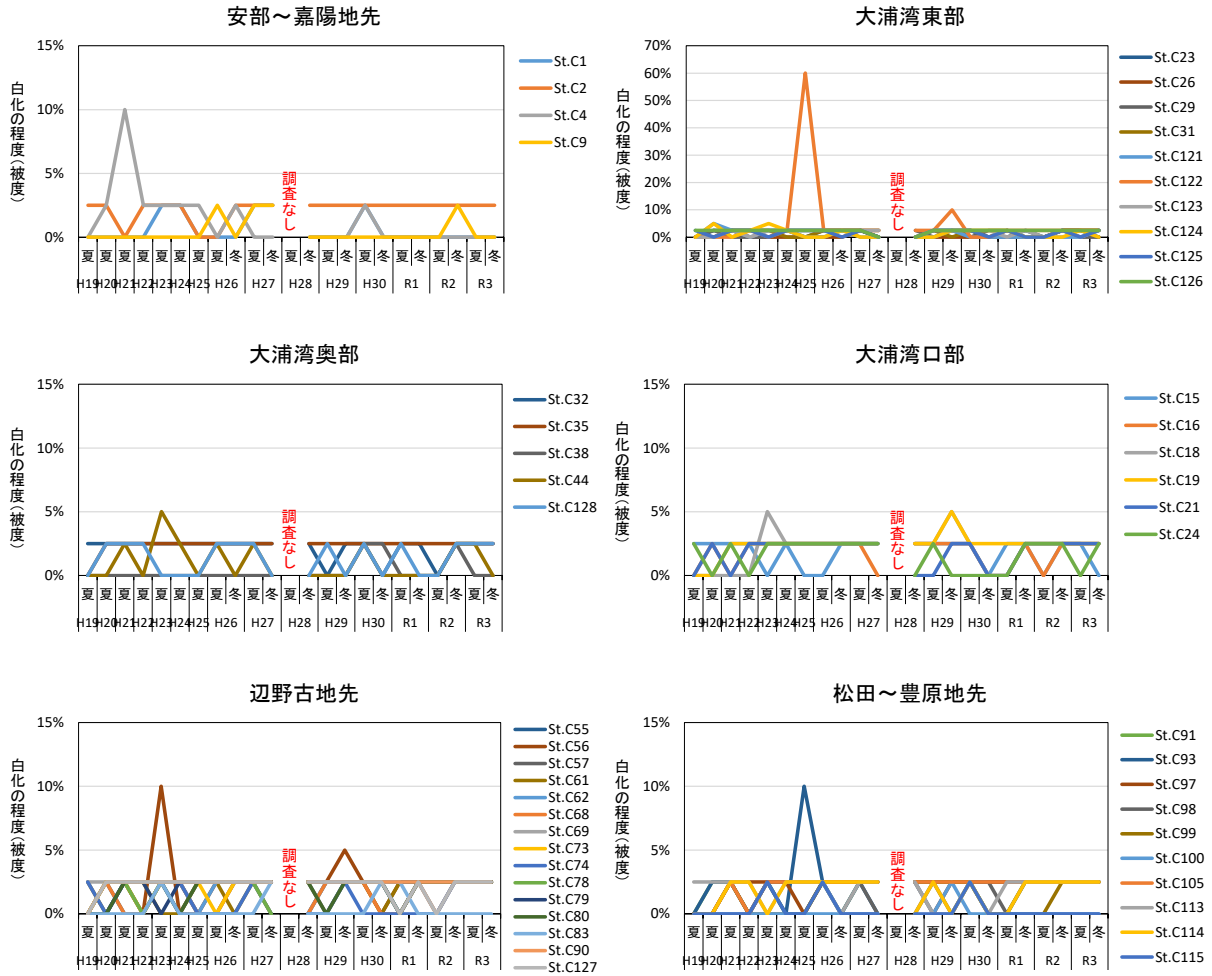 安部～嘉陽地先
白化の程度(被度)
15%
10%
5%
0%
調査なし
夏 夏 夏 夏 夏 夏 夏 夏 冬 夏 冬 夏 冬 夏 冬 夏 冬 夏 冬 夏 冬 夏 冬
H19 H20 H21 H22 H23 H24 H25 H26 H27 H28 H29 H30 R1 R2 R3
St.C1
St.C2
St.C4
St.C9
大浦湾東部
白化の程度(被度)
70%
60%
50%
40%
30%
20%
10%
0%
調査なし
夏 夏 夏 夏 夏 夏 夏 夏 冬 夏 冬 夏 冬 夏 冬 夏 冬 夏 冬 夏 冬 夏 冬
H19 H20 H21 H22 H23 H24 H25 H26 H27 H28 H29 H30 R1 R2 R3
St.C23
St.C26
St.C29
St.C31
St.C121
St.C122
St.C123
St.C124
St.C125
St.C126
大浦湾奥部
白化の程度(被度)
15%
10%
5%
0%
調査なし
夏 夏 夏 夏 夏 夏 夏 夏 冬 夏 冬 夏 冬 夏 冬 夏 冬 夏 冬 夏 冬 夏 冬
H19 H20 H21 H22 H23 H24 H25 H26 H27 H28 H29 H30 R1 R2 R3
St.C32
St.C35
St.C38
St.C44
St.C128
大浦湾口部
白化の程度(被度)
15%
10%
5%
0%
調査なし
夏 夏 夏 夏 夏 夏 夏 夏 冬 夏 冬 夏 冬 夏 冬 夏 冬 夏 冬 夏 冬 夏 冬
H19 H20 H21 H22 H23 H24 H25 H26 H27 H28 H29 H30 R1 R2 R3
St.C15
St.C16
St.C18
St.C19
St.C21
St.C24
辺野古地先
白化の程度(被度)
15%
10%
5%
0%
調査なし
夏 夏 夏 夏 夏 夏 夏 夏 冬 夏 冬 夏 冬 夏 冬 夏 冬 夏 冬 夏 冬 夏 冬
H19 H20 H21 H22 H23 H24 H25 H26 H27 H28 H29 H30 R1 R2 R3
St.C55
St.C56
St.C57
St.C61
St.C62
St.C68
St.C69
St.C73
St.C74
St.C78
St.C79
St.C80
St.C83
St.C90
St.C127
松田～豊原地先
白化の程度(被度)
15%
10%
5%
0%
調査なし
夏 夏 夏 夏 夏 夏 夏 夏 冬 夏 冬 夏 冬 夏 冬 夏 冬 夏 冬 夏 冬 夏 冬
H19 H20 H21 H22 H23 H24 H25 H26 H27 H28 H29 H30 R1 R2 R3
St.C91
St.C93
St.C97
St.C98
St.C99
St.C100
St.C105
St.C113
St.C114
St.C115